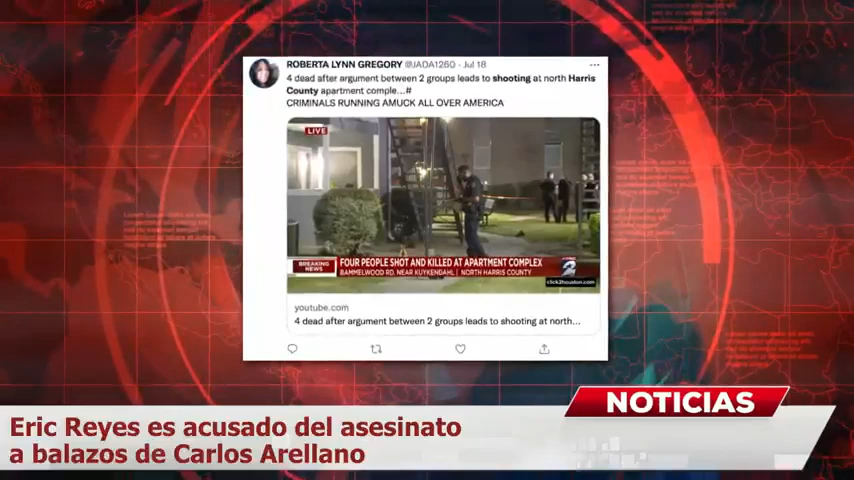 ROBERTA LYNN GREGORY @JADA1260 · Jul 18 ...
4 dead after argument between 2 groups leads to shooting at north Harris
County apartment comple...#
CRIMINALS RUNNING AMUCK ALL OVER AMERICA
LIVE
BREAKING NEWS
FOUR PEOPLE SHOT AND KILLED AT APARTMENT COMPLEX
BAMMELWOOD RD. NEAR KUYKENDAHL | NORTH HARRIS COUNTY
2
click2houston.com
youtube.com
4 dead after argument between 2 groups leads to shooting at north...
NOTICIAS
Eric Reyes es acusado del asesinato
a balazos de Carlos Arellano